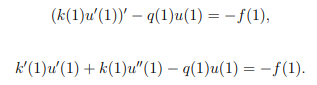 (k(1)u'(1))' − q(1)u(1) = −f(1),
k'(1)u'(1) + k(1)u''(1) − q(1)u(1) = −f(1).